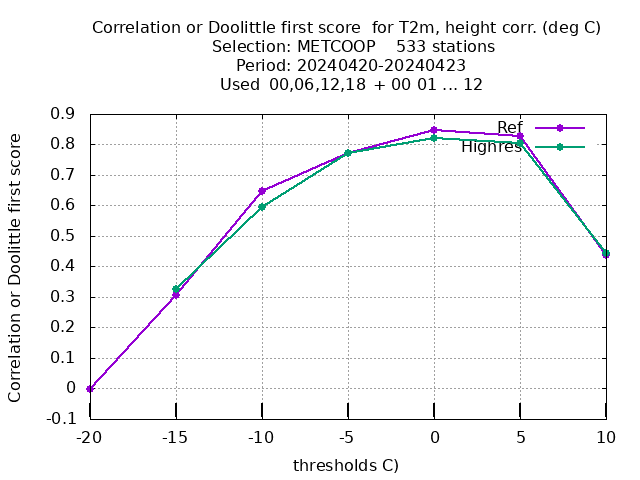 Correlation or Doolittle first score  for T2m, height corr. (deg C)
Selection: METCOOP    533 stations
Period: 20240420-20240423
Used 00,06,12,18 + 00 01 ... 12
Correlation or Doolittle first score
0.9
0.8
0.7
0.6
0.5
0.4
0.3
0.2
0.1
0
-0.1
Ref
Highres
-20 -15 -10 -5 0 5 10
thresholds C)